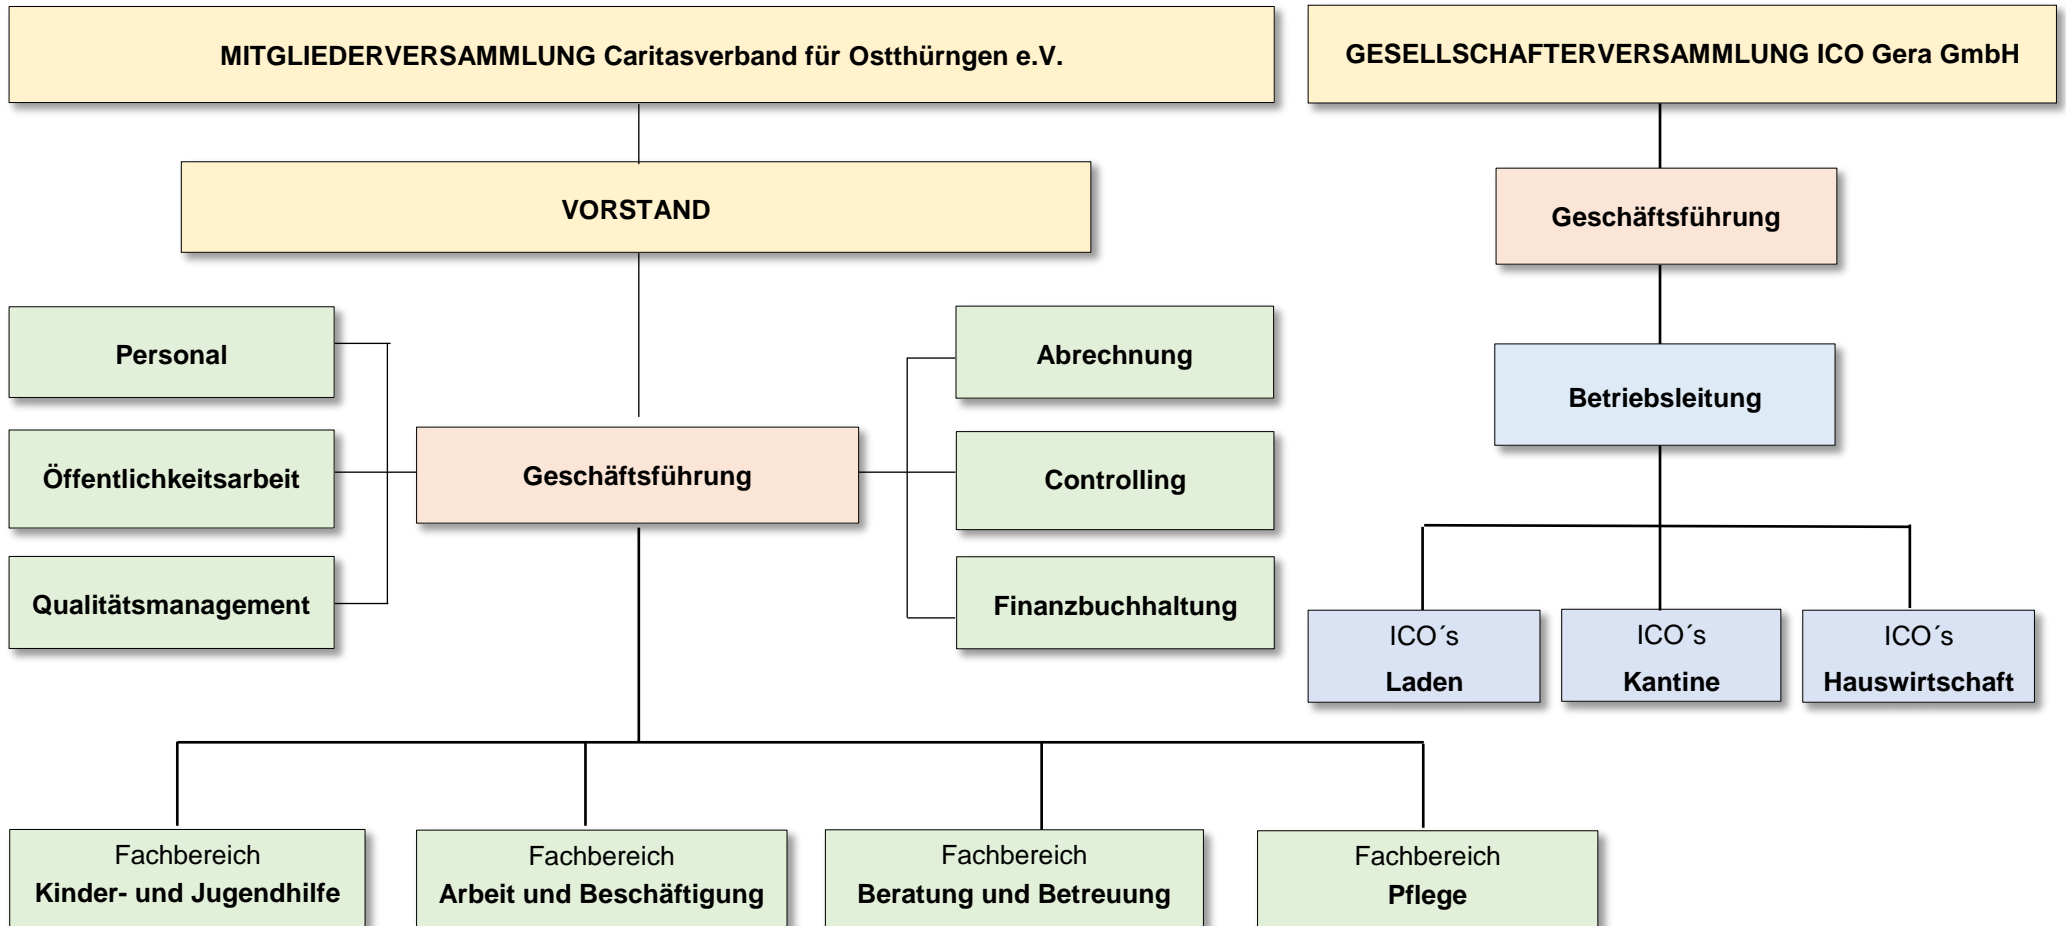 MITGLIEDERVERSAMMLUNG Caritasverband für Ostthürngen e.V.
GESELLSCHAFTERVERSAMMLUNG ICO Gera GmbH
VORSTAND
Geschäftsführung
Personal
Abrechnung
Betriebsleitung
Öffentlichkeitsarbeit
Geschäftsführung
Controlling
Qualitätsmanagement
Finanzbuchhaltung
ICO´s
Laden
ICO´s
Kantine
ICO´s
Hauswirtschaft
Fachbereich
Kinder- und Jugendhilfe
Fachbereich
Arbeit und Beschäftigung
Fachbereich
Beratung und Betreuung
Fachbereich
Pflege